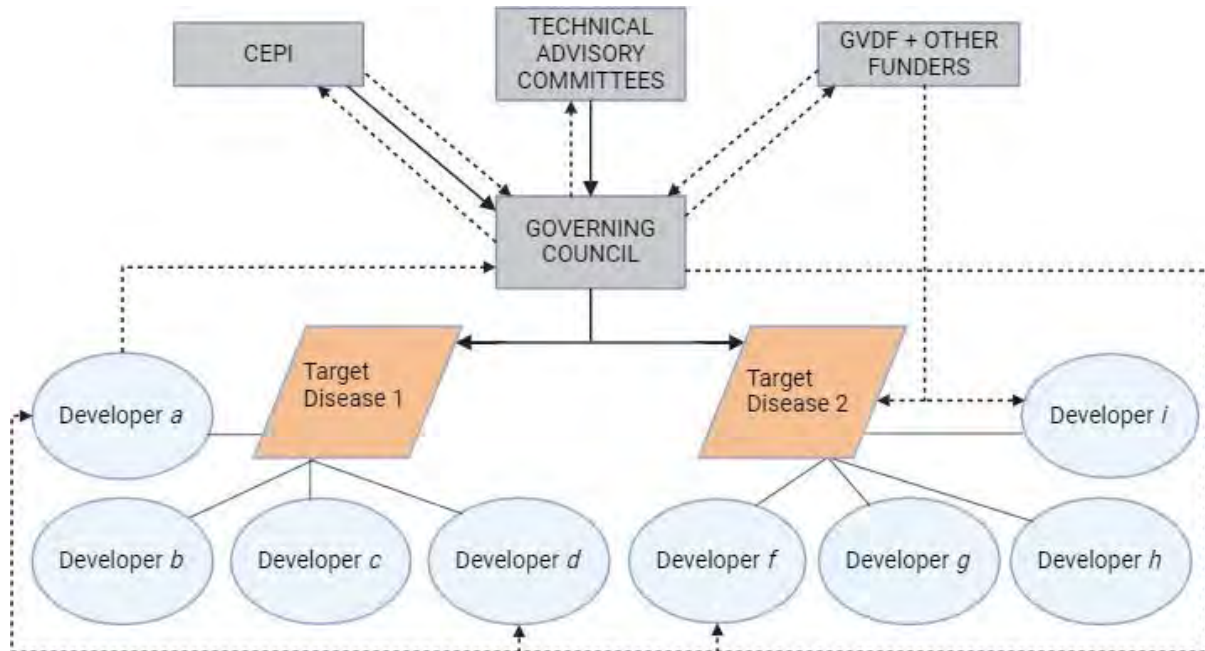 CEPI
TECHNICAL
ADVISORY
COMMITTEES
GVDF + OTHER
FUNDERS
GOVERNING
COUNCIL
Target
Disease 1
Target
Disease 2
Developer a
Developer i
Developer b
Developer c
Developer d
Developer f
Developer g
Developer h